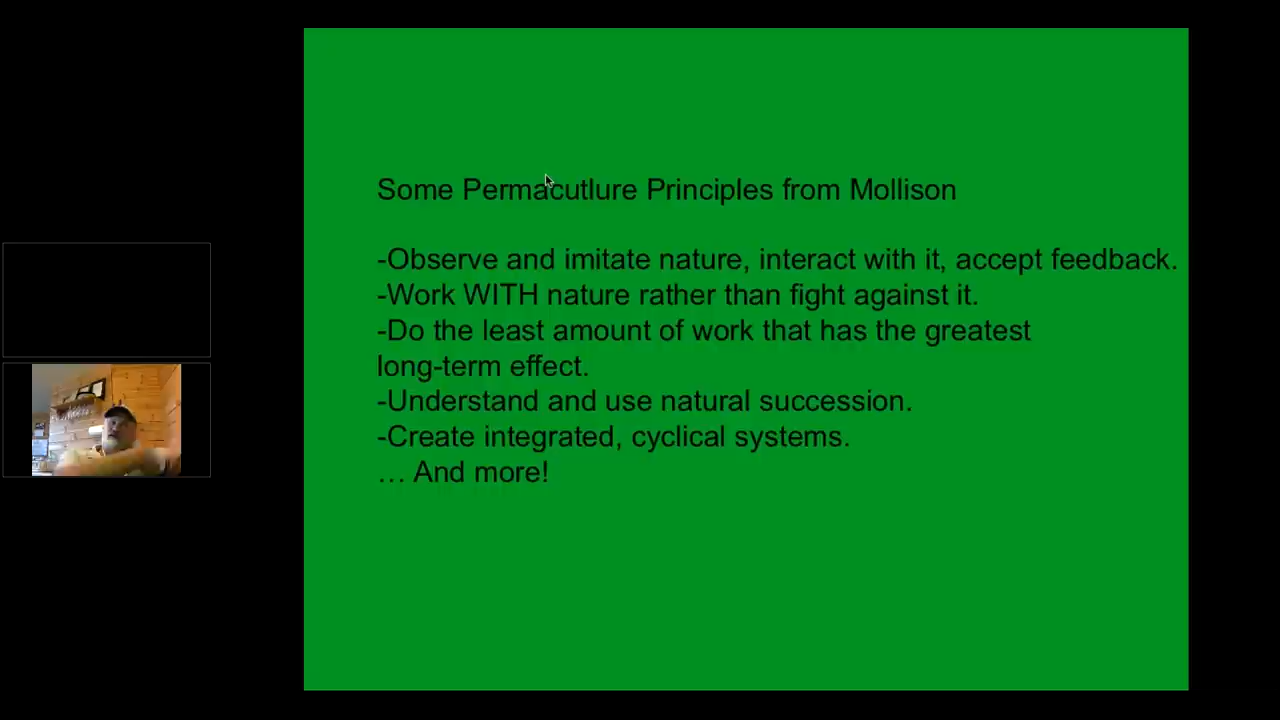 Some Permacutlure Principles from Mollison
-Observe and imitate nature, interact with it, accept feedback.
-Work WITH nature rather than fight against it.
-Do the least amount of work that has the greatest
long-term effect.
-Understand and use natural succession.
-Create integrated, cyclical systems.
… And more!